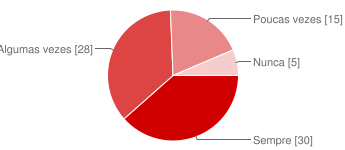 Poucas vezes [15]
Algumas vezes [28]
Nunca [5]
Sempre [30]